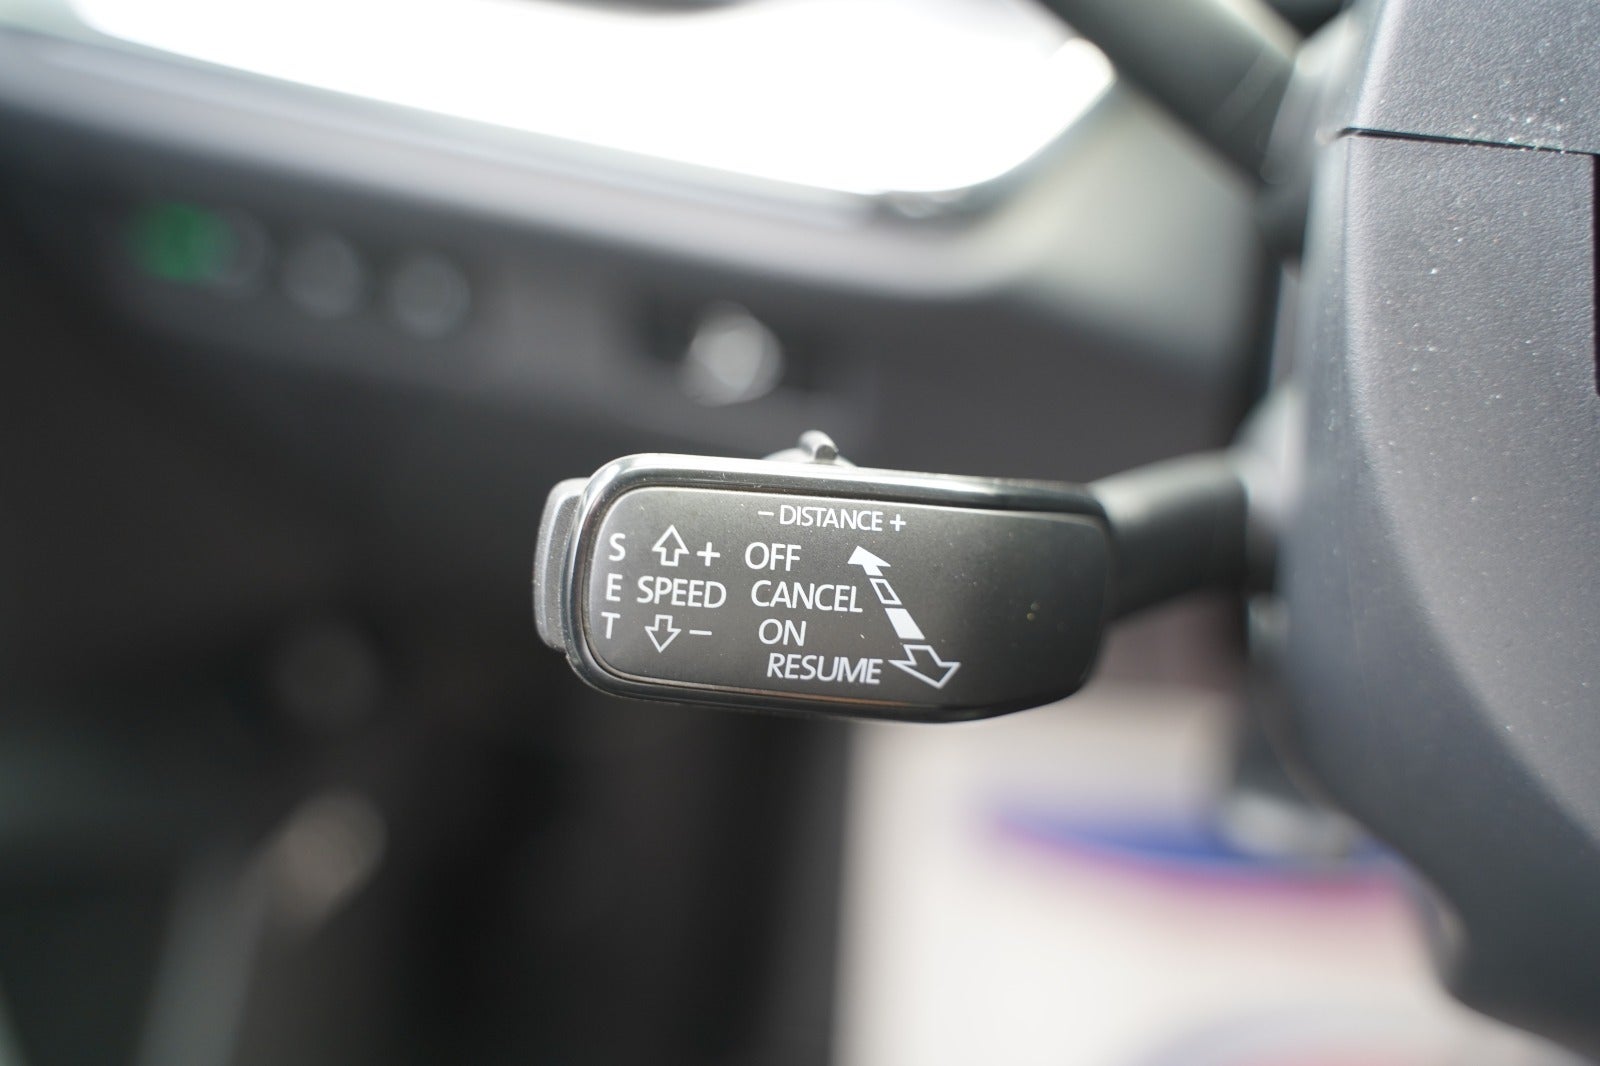 − DISTANCE +
S + OFF
E SPEED CANCEL
T − ON
RESUME